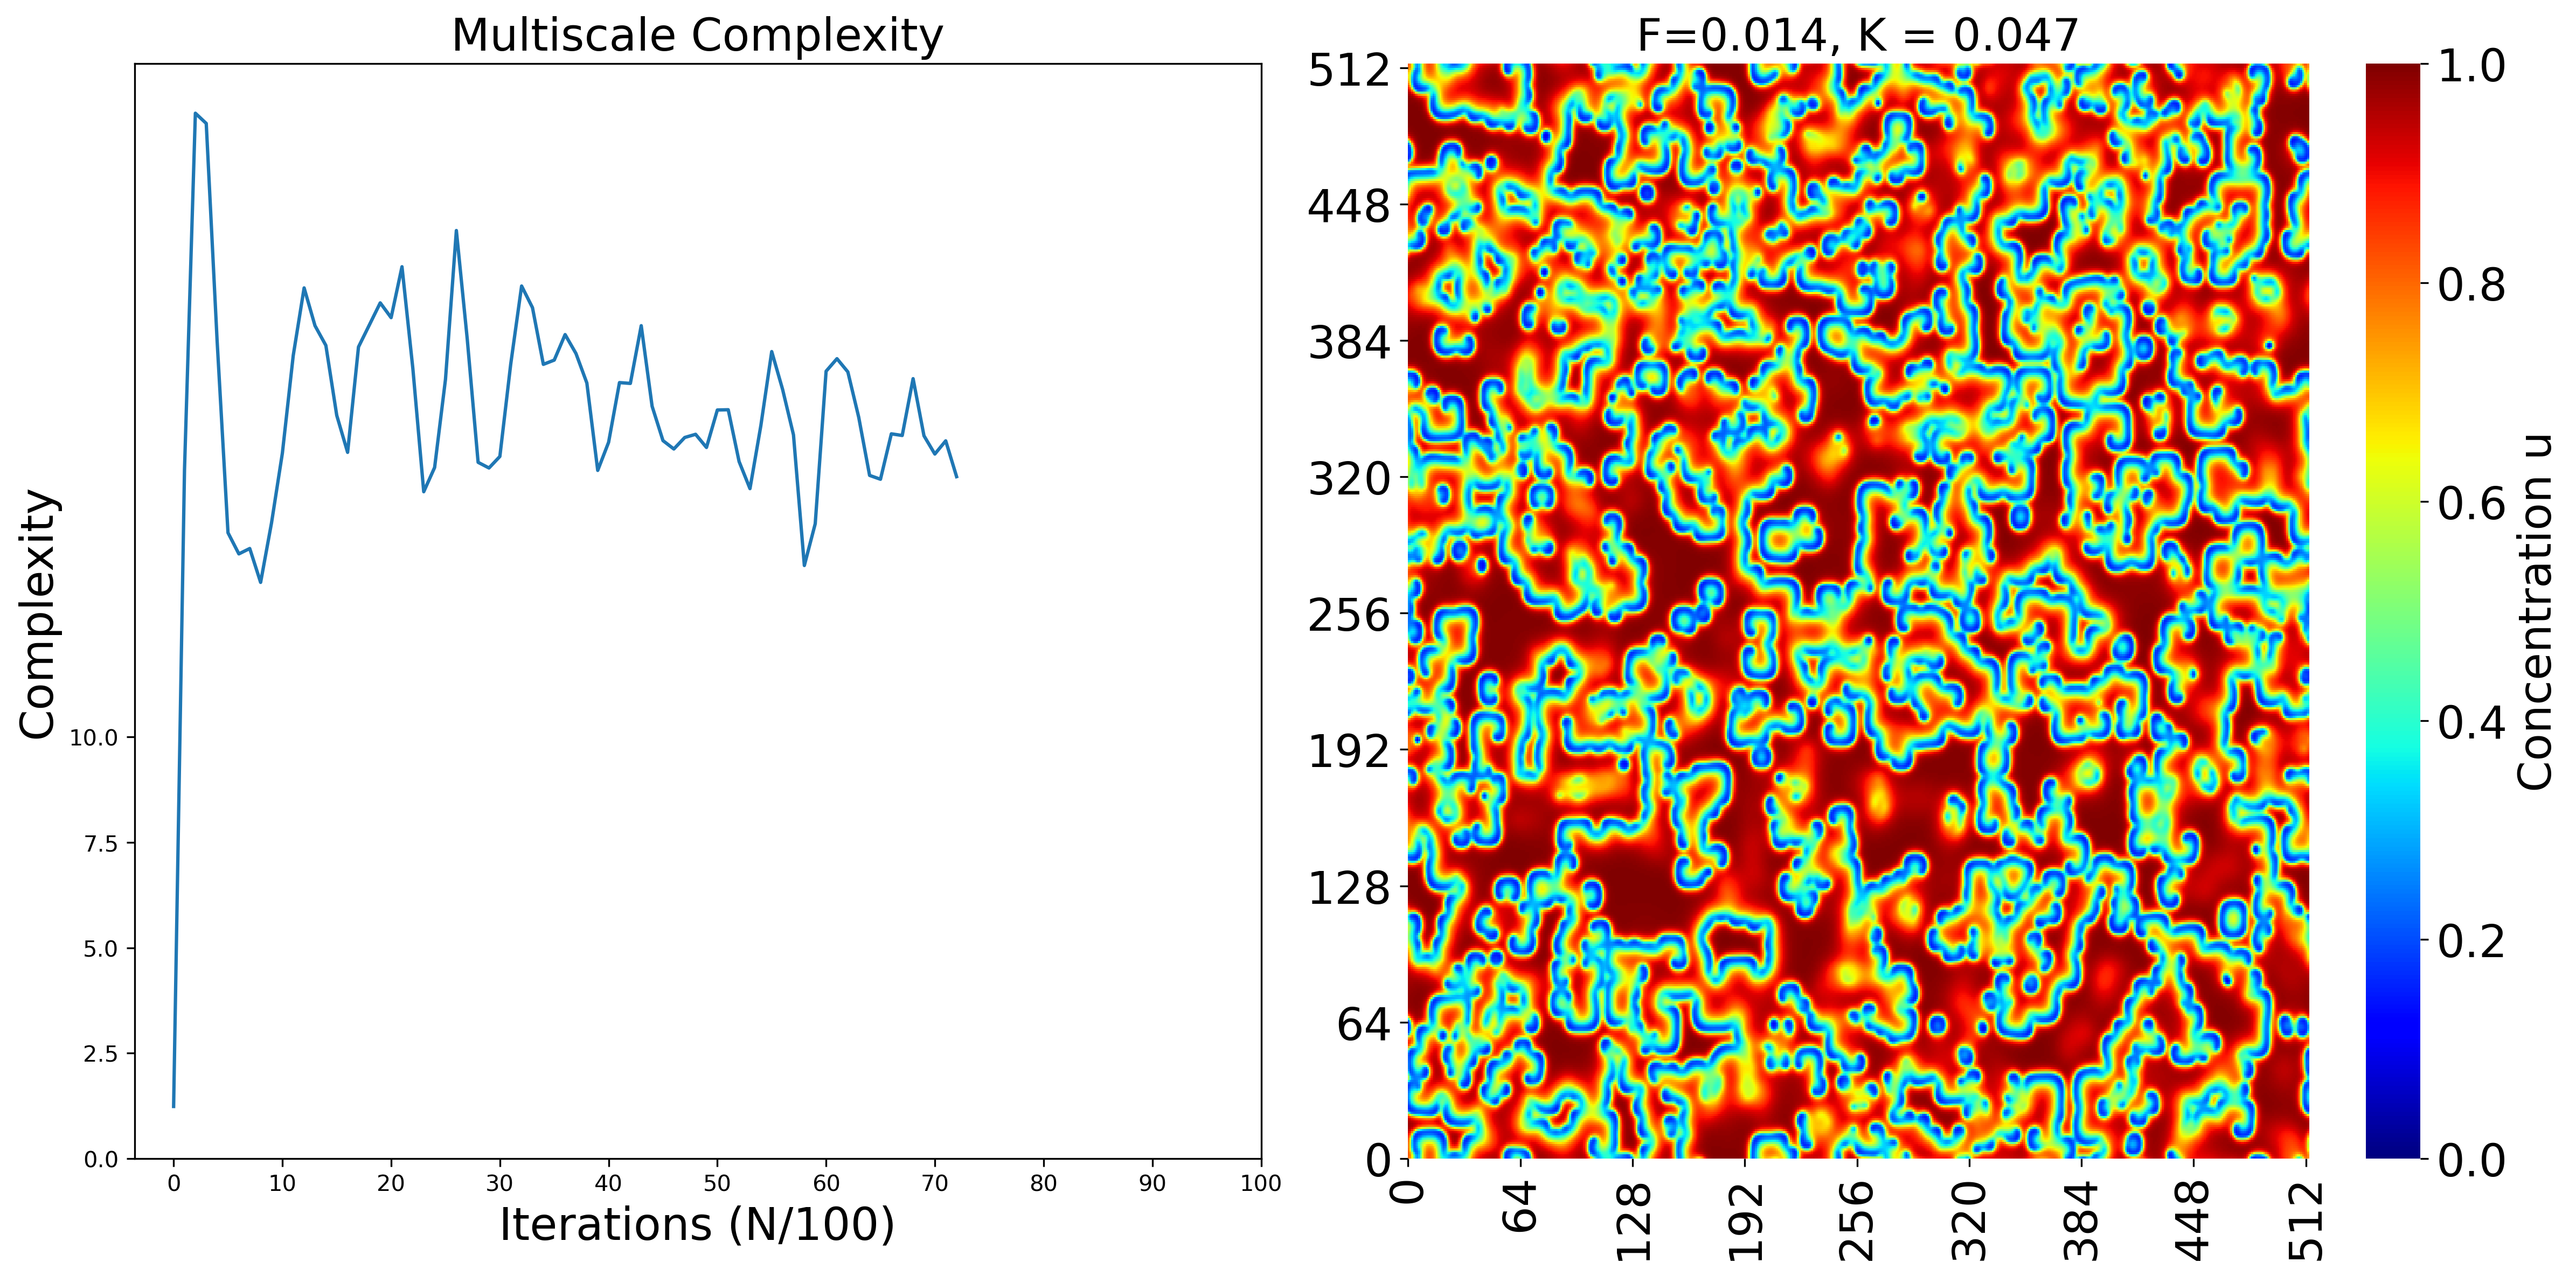 Multiscale Complexity
Complexity
10.0
7.5
5.0
2.5
0.0
0 10 20 30 40 50 60 70 80 90 100
Iterations (N/100)
F=0.014, K = 0.047
512
448
384
320
256
192
128
64
0
0 64 128 192 256 320 384 448 512
1.0
0.8
0.6
0.4
0.2
0.0
Concentration u